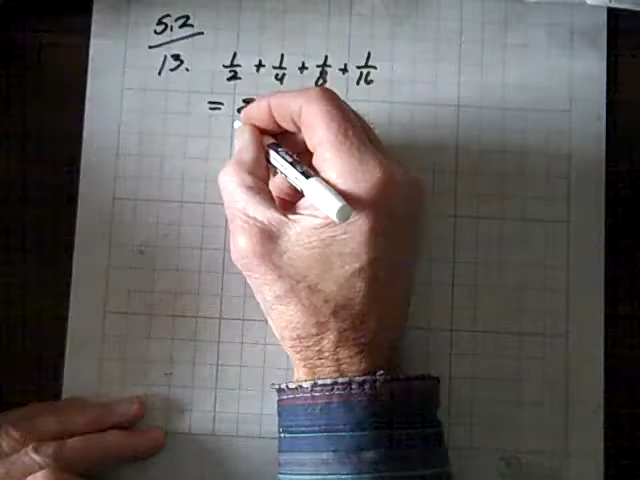 5.2
13. 1/2 + 1/4 + 1/8 + 1/16
=